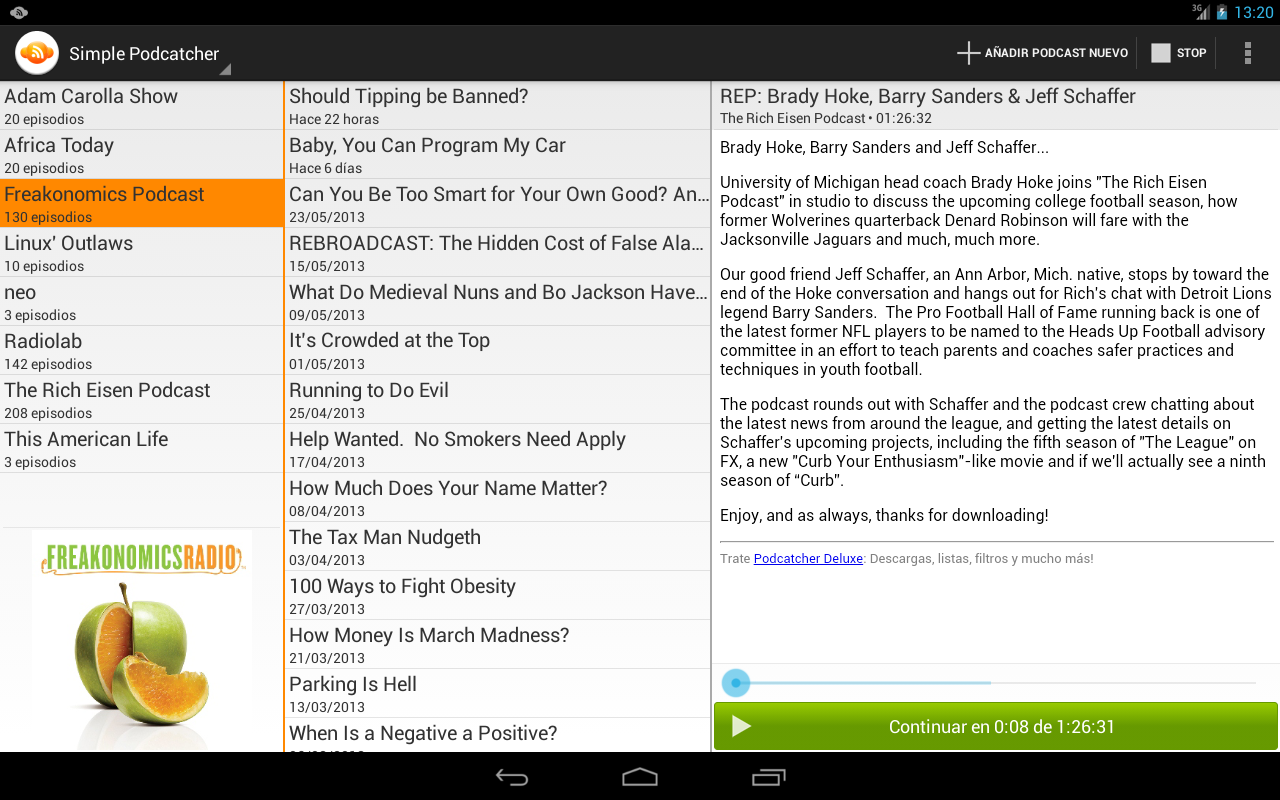 3G 13:20
Simple Podcatcher
AÑADIR PODCAST NUEVO
STOP
Adam Carolla Show
20 episodios
Africa Today
20 episodios
Freakonomics Podcast
130 episodios
Linux' Outlaws
10 episodios
neo
3 episodios
Radiolab
142 episodios
The Rich Eisen Podcast
208 episodios
This American Life
3 episodios
FREAKONOMICSRADIO
Should Tipping be Banned?
Hace 22 horas
Baby, You Can Program My Car
Hace 6 días
Can You Be Too Smart for Your Own Good? An...
23/05/2013
REBROADCAST: The Hidden Cost of False Ala...
15/05/2013
What Do Medieval Nuns and Bo Jackson Have...
09/05/2013
It's Crowded at the Top
01/05/2013
Running to Do Evil
25/04/2013
Help Wanted.  No Smokers Need Apply
17/04/2013
How Much Does Your Name Matter?
08/04/2013
The Tax Man Nudgeth
03/04/2013
100 Ways to Fight Obesity
27/03/2013
How Money Is March Madness?
21/03/2013
Parking Is Hell
13/03/2013
When Is a Negative a Positive?
REP: Brady Hoke, Barry Sanders & Jeff Schaffer
The Rich Eisen Podcast • 01:26:32
Brady Hoke, Barry Sanders and Jeff Schaffer...
University of Michigan head coach Brady Hoke joins "The Rich Eisen
Podcast" in studio to discuss the upcoming college football season, how
former Wolverines quarterback Denard Robinson will fare with the
Jacksonville Jaguars and much, much more.
Our good friend Jeff Schaffer, an Ann Arbor, Mich. native, stops by toward the
end of the Hoke conversation and hangs out for Rich's chat with Detroit Lions
legend Barry Sanders.  The Pro Football Hall of Fame running back is one of
the latest former NFL players to be named to the Heads Up Football advisory
committee in an effort to teach parents and coaches safer practices and
techniques in youth football.
The podcast rounds out with Schaffer and the podcast crew chatting about
the latest news from around the league, and getting the latest details on
Schaffer's upcoming projects, including the fifth season of "The League" on
FX, a new "Curb Your Enthusiasm"-like movie and if we'll actually see a ninth
season of “Curb”.
Enjoy, and as always, thanks for downloading!
Trate Podcatcher Deluxe: Descargas, listas, filtros y mucho más!
Continuar en 0:08 de 1:26:31